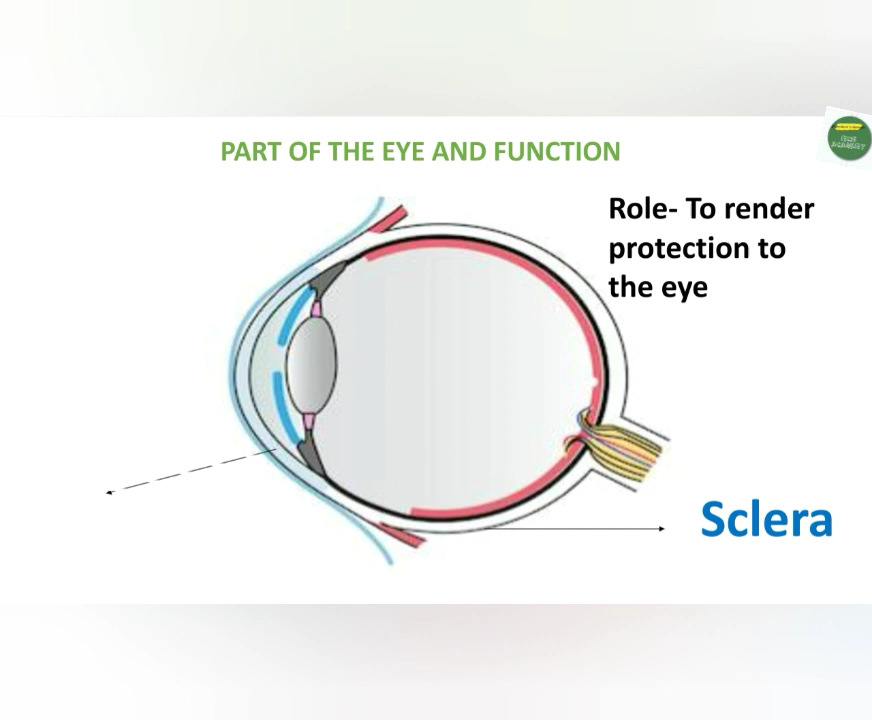 PART OF THE EYE AND FUNCTION
Role- To render
protection to
the eye
Sclera